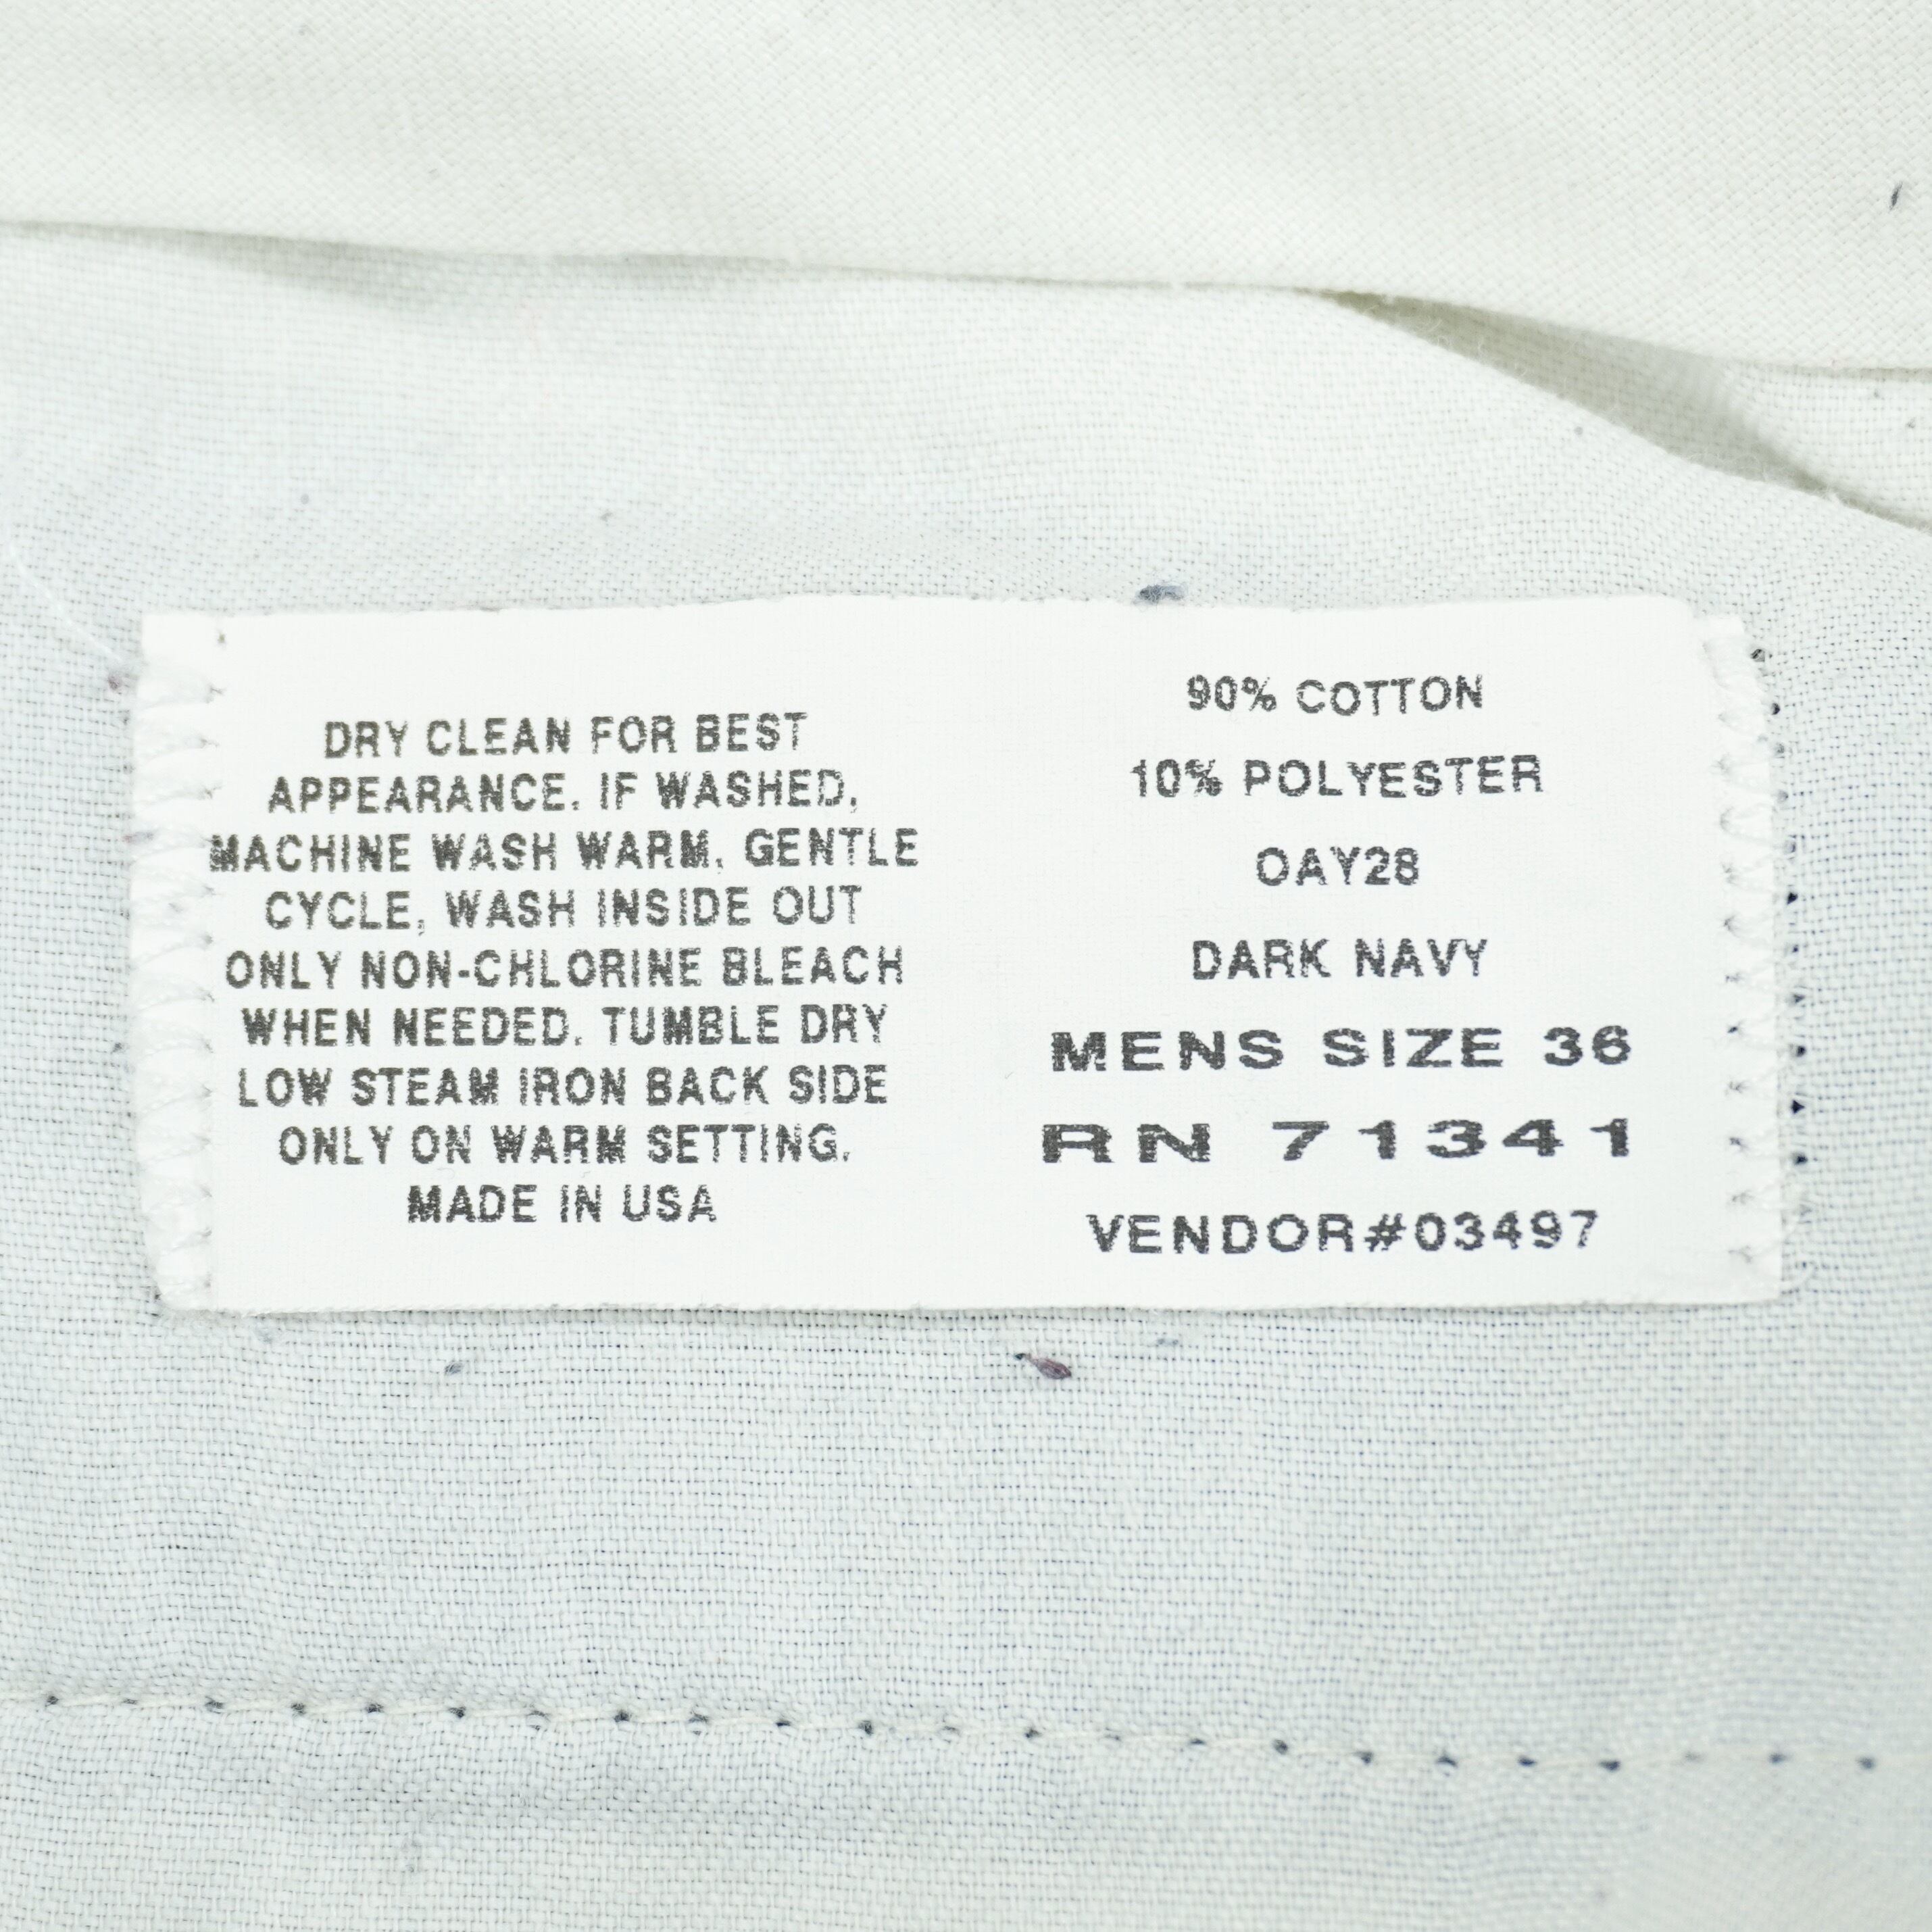 DRY CLEAN FOR BEST
APPEARANCE. IF WASHED,
MACHINE WASH WARM, GENTLE
CYCLE, WASH INSIDE OUT
ONLY NON-CHLORINE BLEACH
WHEN NEEDED. TUMBLE DRY
LOW STEAM IRON BACK SIDE
ONLY ON WARM SETTING.
MADE IN USA
90% COTTON
10% POLYESTER
OAY28
DARK NAVY
MENS SIZE 36
RN 71341
VENDOR#03497